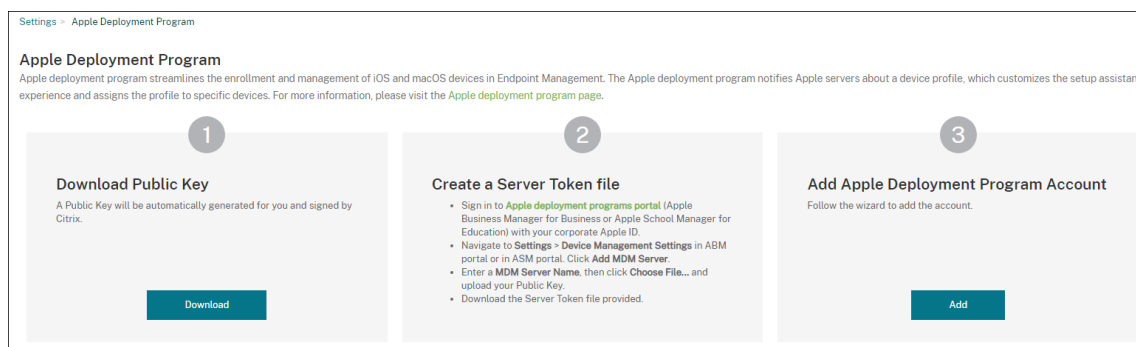 Settings > Apple Deployment Program
Apple Deployment Program
Apple deployment program streamlines the enrollment and management of iOS and macOS devices in Endpoint Management. The Apple deployment program notifies Apple servers about a device profile, which customizes the setup assistan
experience and assigns the profile to specific devices. For more information, please visit the Apple deployment program page.
1
Download Public Key
A Public Key will be automatically generated for you and signed by
Citrix.
Download
2
Create a Server Token file
• Sign in to Apple deployment programs portal (Apple
Business Manager for Business or Apple School Manager for
Education) with your corporate Apple ID.
• Navigate to Settings > Device Management Settings in ABM
portal or in ASM portal. Click Add MDM Server.
• Enter a MDM Server Name, then click Choose File... and
upload your Public Key.
• Download the Server Token file provided.
3
Add Apple Deployment Program Account
Follow the wizard to add the account.
Add